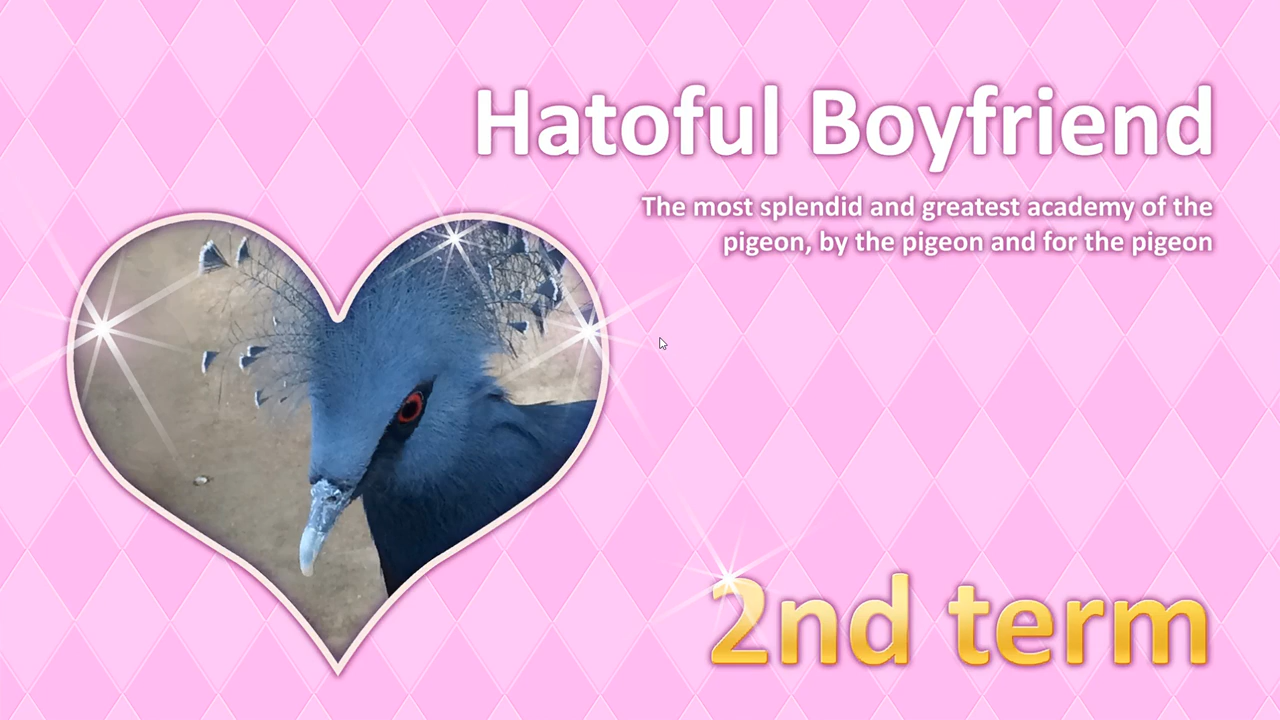 Hatoful Boyfriend
The most splendid and greatest academy of the
pigeon, by the pigeon and for the pigeon
2nd term